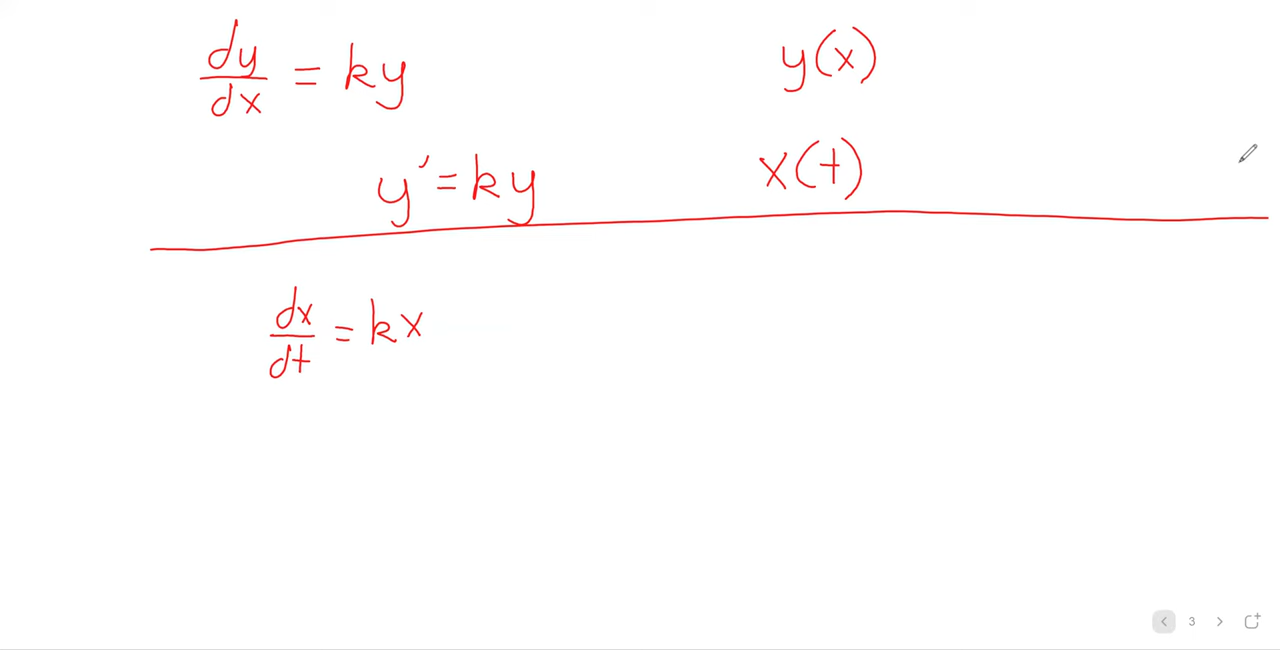 dy/dx = ky
y(x)
y' = ky
x(t)
dx/dt = kx
3